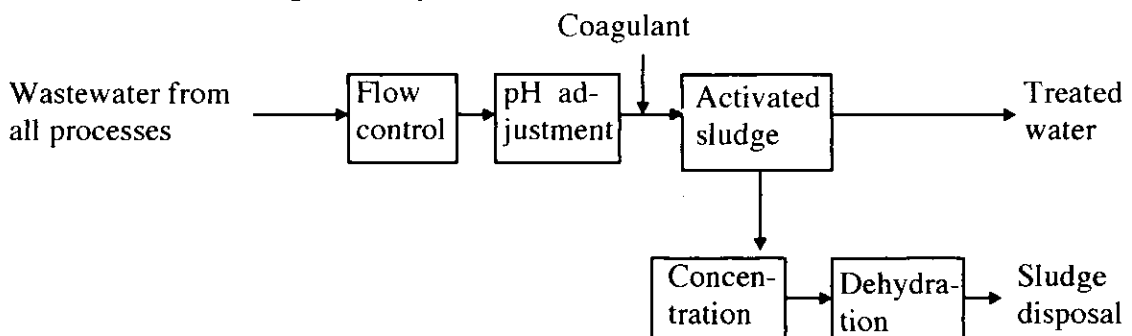 Coagulant
Wastewater from
all processes
Flow
control
pH ad-
justment
Activated
sludge
Treated
water
Concen-
tration
Dehydra-
tion
Sludge
disposal